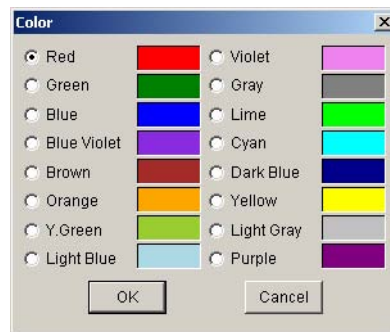 Color
Red
Violet
Green
Gray
Blue
Lime
Blue Violet
Cyan
Brown
Dark Blue
Orange
Yellow
Y.Green
Light Gray
Light Blue
Purple
OK
Cancel